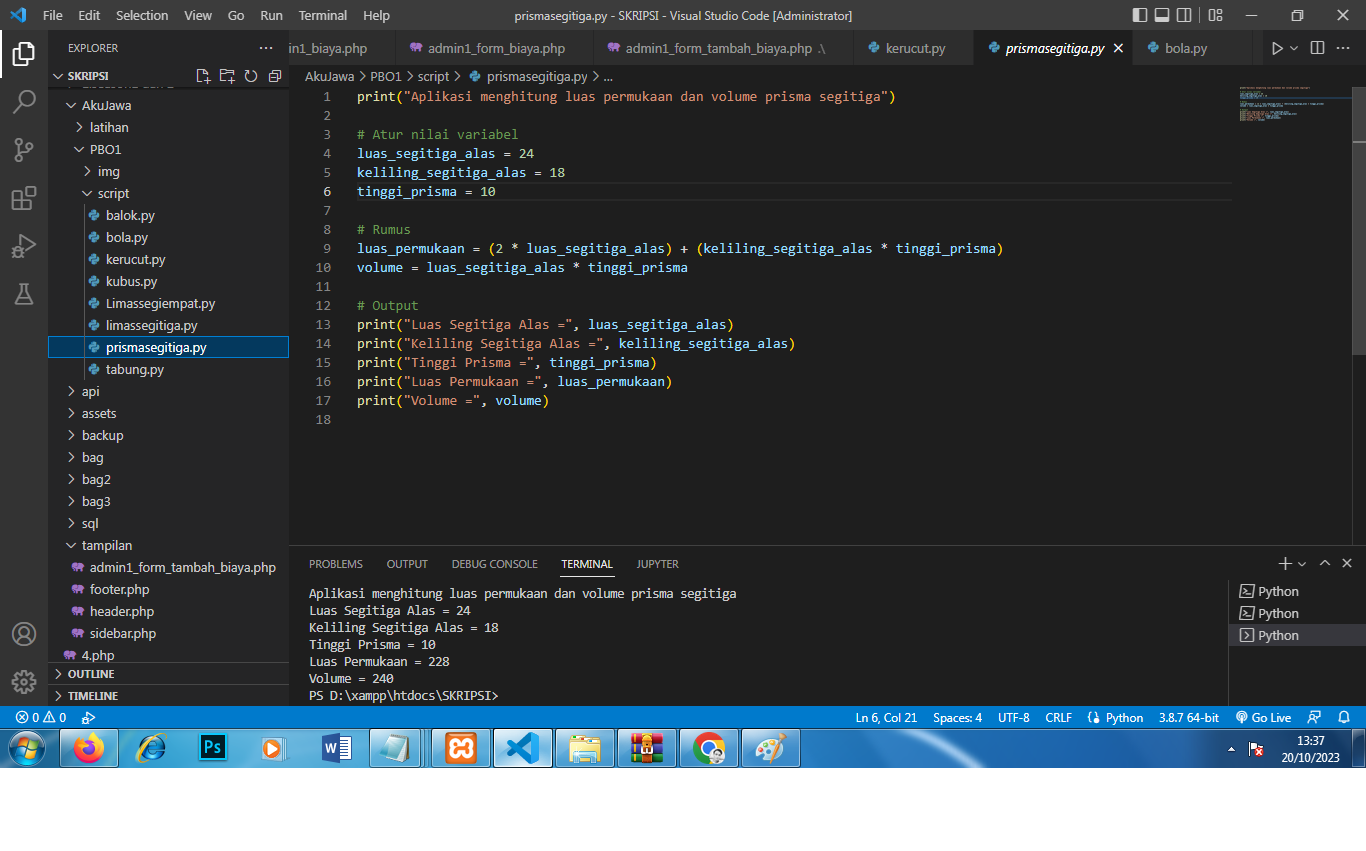 File Edit Selection View Go Run Terminal Help prismasegitiga.py - SKRIPSI - Visual Studio Code [Administrator]
EXPLORER
in1_biaya.php admin1_form_biaya.php admin1_form_tambah_biaya.php .\ kerucut.py prismasegitiga.py bola.py
SKRIPSI
AkuJawa
latihan
PBO1
img
script
balok.py
bola.py
kerucut.py
kubus.py
Limassegiempat.py
limassegitiga.py
prismasegitiga.py
tabung.py
api
assets
backup
bag
bag2
bag3
sql
tampilan
admin1_form_tambah_biaya.php
footer.php
header.php
sidebar.php
4.php
OUTLINE
TIMELINE
AkuJawa > PBO1 > script > prismasegitiga.py > ...
1 print("Aplikasi menghitung luas permukaan dan volume prisma segitiga")
2
3 # Atur nilai variabel
4 luas_segitiga_alas = 24
5 keliling_segitiga_alas = 18
6 tinggi_prisma = 10
7
8 # Rumus
9 luas_permukaan = (2 * luas_segitiga_alas) + (keliling_segitiga_alas * tinggi_prisma)
10 volume = luas_segitiga_alas * tinggi_prisma
11
12 # Output
13 print("Luas Segitiga Alas =", luas_segitiga_alas)
14 print("Keliling Segitiga Alas =", keliling_segitiga_alas)
15 print("Tinggi Prisma =", tinggi_prisma)
16 print("Luas Permukaan =", luas_permukaan)
17 print("Volume =", volume)
18
PROBLEMS OUTPUT DEBUG CONSOLE TERMINAL JUPYTER
Aplikasi menghitung luas permukaan dan volume prisma segitiga
Luas Segitiga Alas = 24
Keliling Segitiga Alas = 18
Tinggi Prisma = 10
Luas Permukaan = 228
Volume = 240
PS D:\xampp\htdocs\SKRIPSI>
Python
Python
Python
0 0 Ln 6, Col 21 Spaces: 4 UTF-8 CRLF Python 3.8.7 64-bit Go Live
Ps W
13:37
20/10/2023